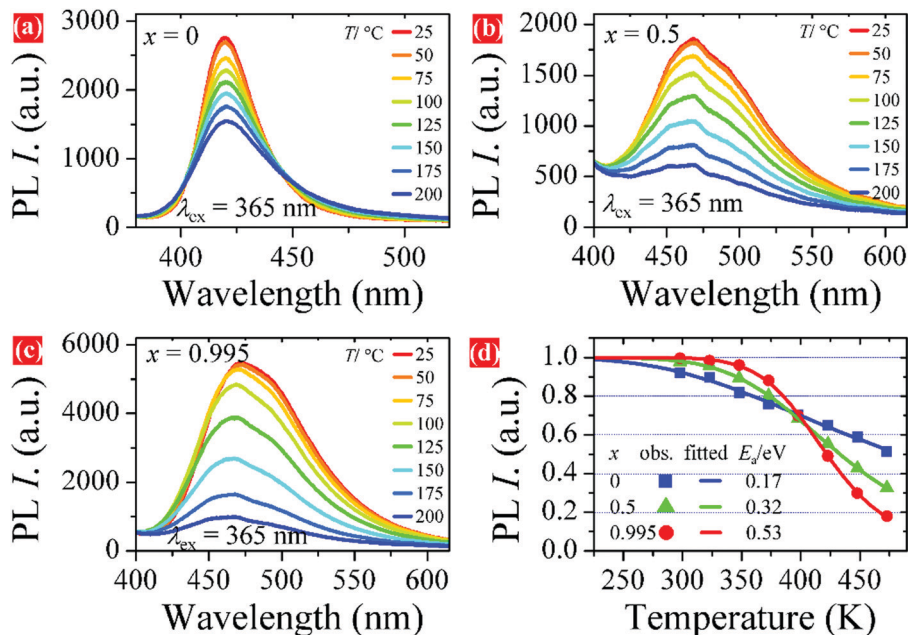 (a)
x = 0
T/ °C
25
50
75
100
125
150
175
200
λex = 365 nm
3000
2000
1000
0
PL I. (a.u.)
400 450 500
Wavelength (nm)
(b)
x = 0.5
T/ °C
25
50
75
100
125
150
175
200
λex = 365 nm
2000
1500
1000
500
0
PL I. (a.u.)
400 450 500 550 600
Wavelength (nm)
(c)
x = 0.995
T/ °C
25
50
75
100
125
150
175
200
λex = 365 nm
6000
4000
2000
0
PL I. (a.u.)
400 450 500 550 600
Wavelength (nm)
(d)
1.0
0.8
0.6
0.4
0.2
0.0
PL I. (a.u.)
x obs. fitted Ea/eV
0 0.17
0.5 0.32
0.995 0.53
250 300 350 400 450
Temperature (K)